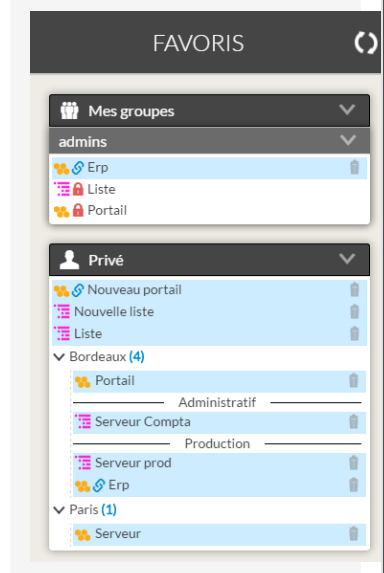 FAVORIS
Mes groupes
admins
Erp
Liste
Portail
Privé
Nouveau portail
Nouvelle liste
Liste
Bordeaux (4)
Portail
Administratif
Serveur Compta
Production
Serveur prod
Erp
Paris (1)
Serveur